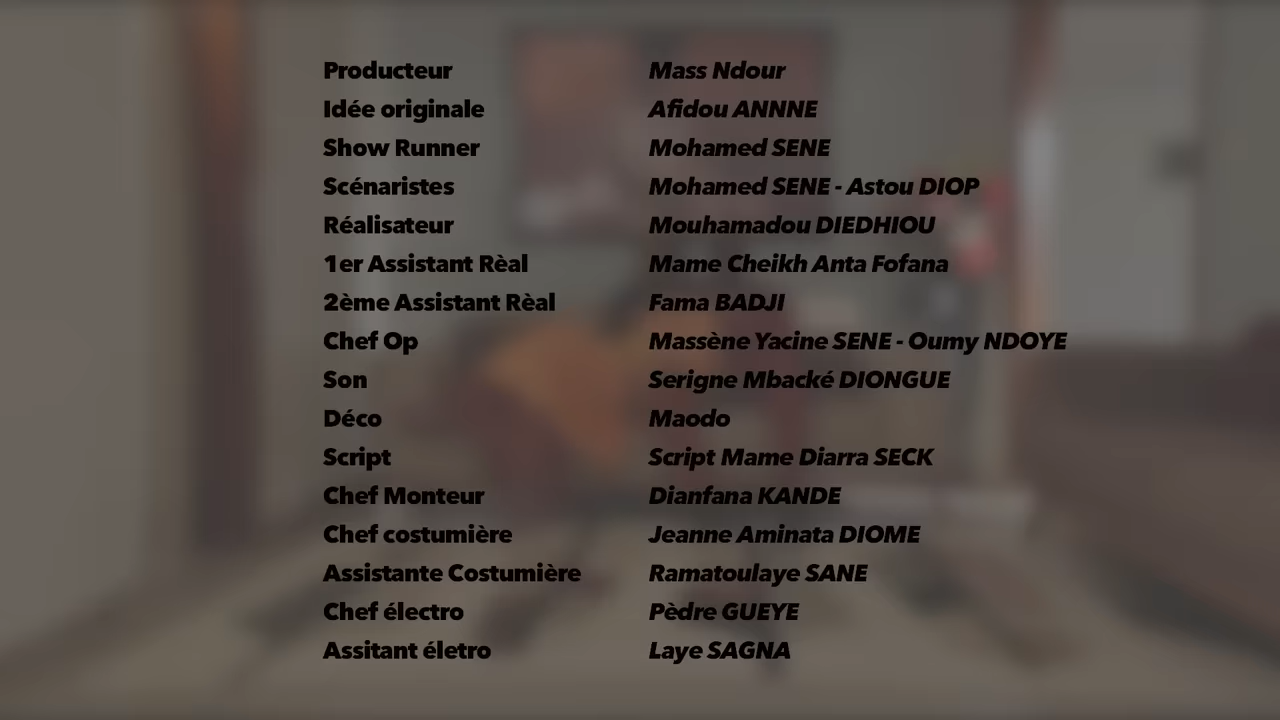 Producteur Mass Ndour
Idée originale Afidou ANNNE
Show Runner Mohamed SENE
Scénaristes Mohamed SENE - Astou DIOP
Réalisateur Mouhamadou DIEDHIOU
1er Assistant Rèal Mame Cheikh Anta Fofana
2ème Assistant Rèal Fama BADJI
Chef Op Massène Yacine SENE - Oumy NDOYE
Son Serigne Mbacké DIONGUE
Déco Maodo
Script Script Mame Diarra SECK
Chef Monteur Dianfana KANDE
Chef costumière Jeanne Aminata DIOME
Assistante Costumière Ramatoulaye SANE
Chef électro Pèdre GUEYE
Assitant életro Laye SAGNA